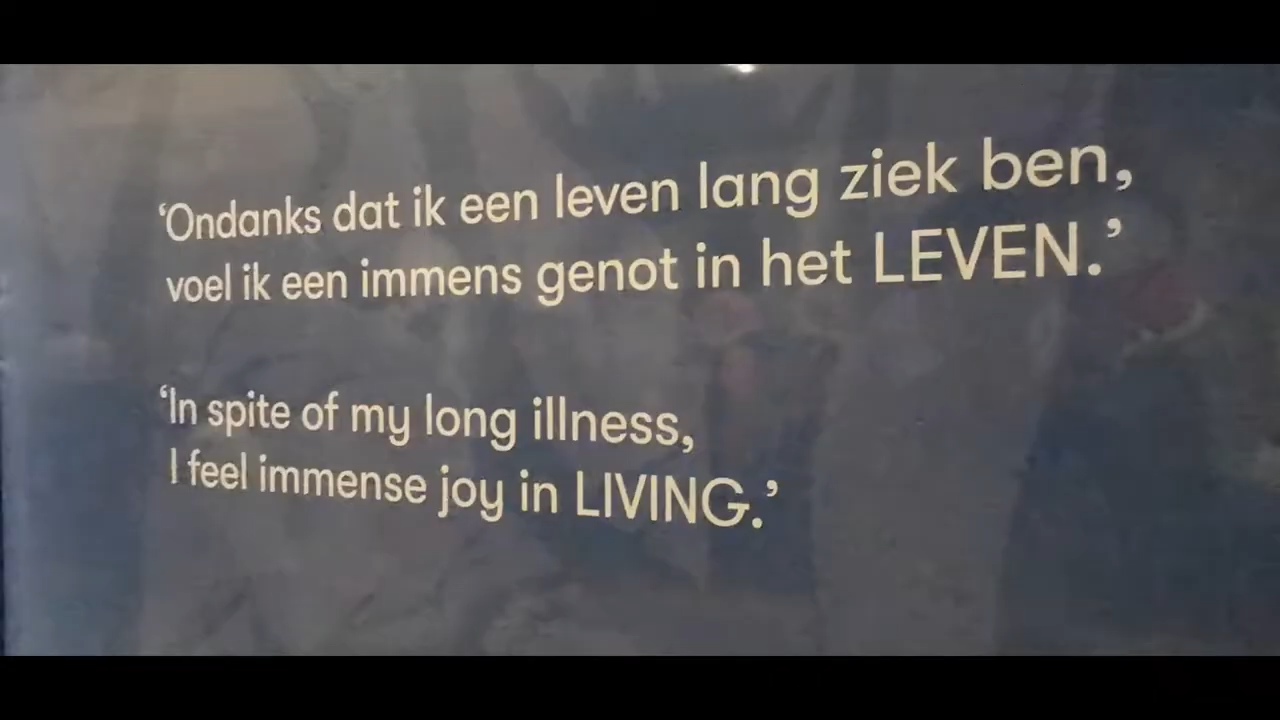 ‘Ondanks dat ik een leven lang ziek ben,
voel ik een immens genot in het LEVEN.’
‘In spite of my long illness,
I feel immense joy in LIVING.’